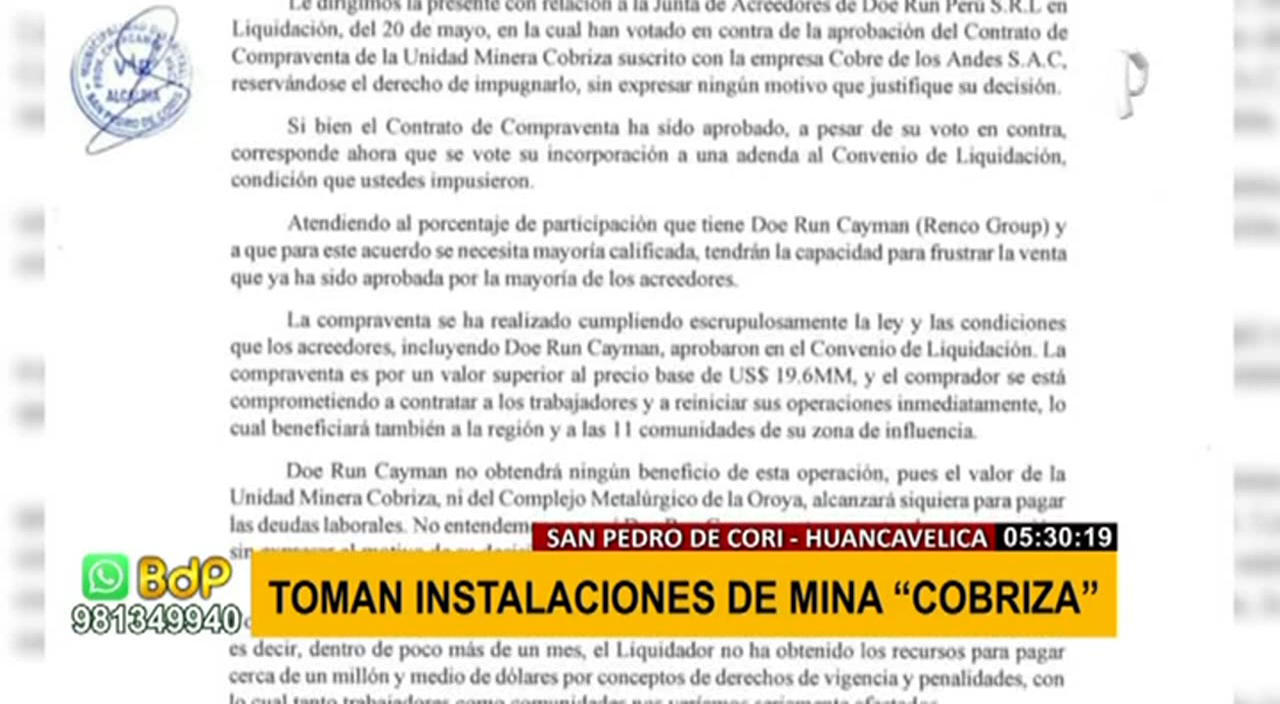 Le dirigimos la presente con relación a la Junta de Acreedores de Doe Run Perú S.R.L en
Liquidación, del 20 de mayo, en la cual han votado en contra de la aprobación del Contrato de
Compraventa de la Unidad Minera Cobriza suscrito con la empresa Cobre de los Andes S.A.C,
reservándose el derecho de impugnarlo, sin expresar ningún motivo que justifique su decisión.
ALCALDIA
SAN PEDRO DE CORIS
P
Si bien el Contrato de Compraventa ha sido aprobado, a pesar de su voto en contra,
corresponde ahora que se vote su incorporación a una adenda al Convenio de Liquidación,
condición que ustedes impusieron.
Atendiendo al porcentaje de participación que tiene Doe Run Cayman (Renco Group) y
a que para este acuerdo se necesita mayoría calificada, tendrán la capacidad para frustrar la venta
que ya ha sido aprobada por la mayoría de los acreedores.
La compraventa se ha realizado cumpliendo escrupulosamente la ley y las condiciones
que los acreedores, incluyendo Doe Run Cayman, aprobaron en el Convenio de Liquidación. La
compraventa es por un valor superior al precio base de US$ 19.6MM, y el comprador se está
comprometiendo a contratar a los trabajadores y a reiniciar sus operaciones inmediatamente, lo
cual beneficiará también a la región y a las 11 comunidades de su zona de influencia.
Doe Run Cayman no obtendrá ningún beneficio de esta operación, pues el valor de la
Unidad Minera Cobriza, ni del Complejo Metalúrgico de la Oroya, alcanzará siquiera para pagar
las deudas laborales. No
sin
SAN PEDRO DE CORI - HUANCAVELICA 05:30:19
BdP
981349940
TOMAN INSTALACIONES DE MINA “COBRIZA”
es decir, dentro de poco más de un mes, el Liquidador no ha obtenido los recursos para pagar
cerca de un millón y medio de dólares por conceptos de derechos de vigencia y penalidades, con